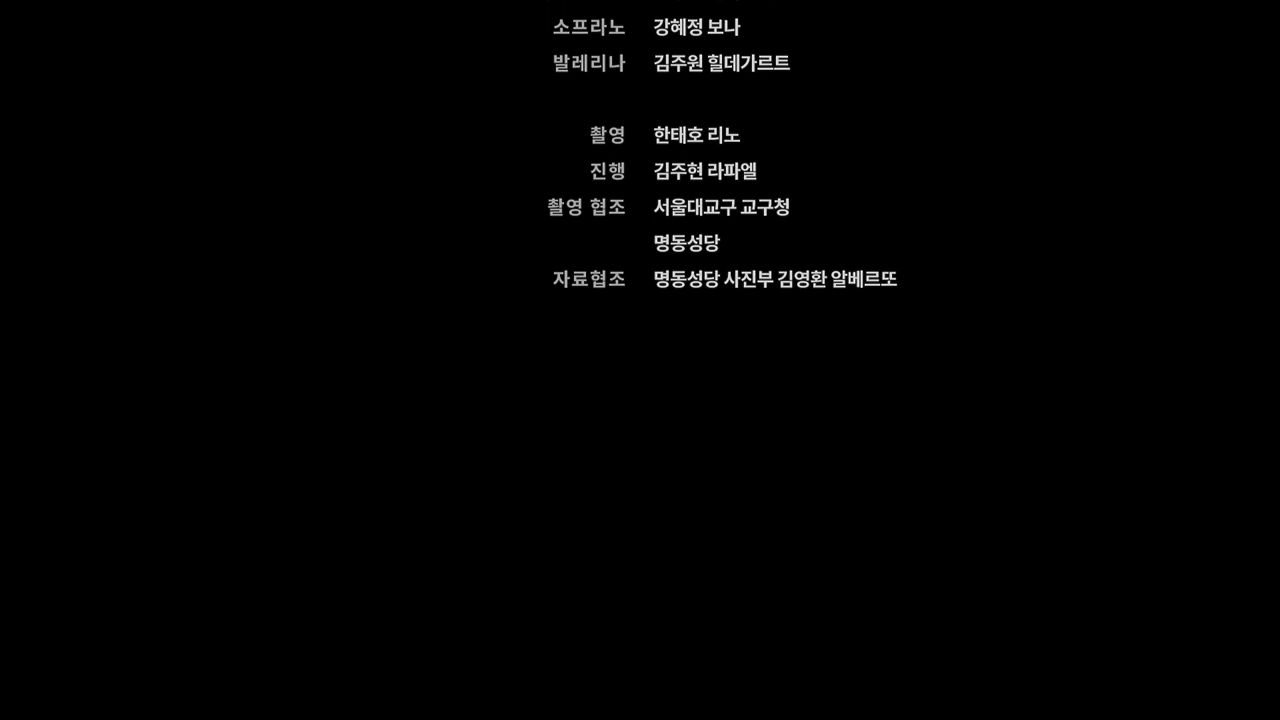 소프라노 강혜정 보나
발레리나 김주원 힐데가르트
촬영 한태호 리노
진행 김주현 라파엘
촬영 협조 서울대교구 교구청
명동성당
자료협조 명동성당 사진부 김영환 알베르또